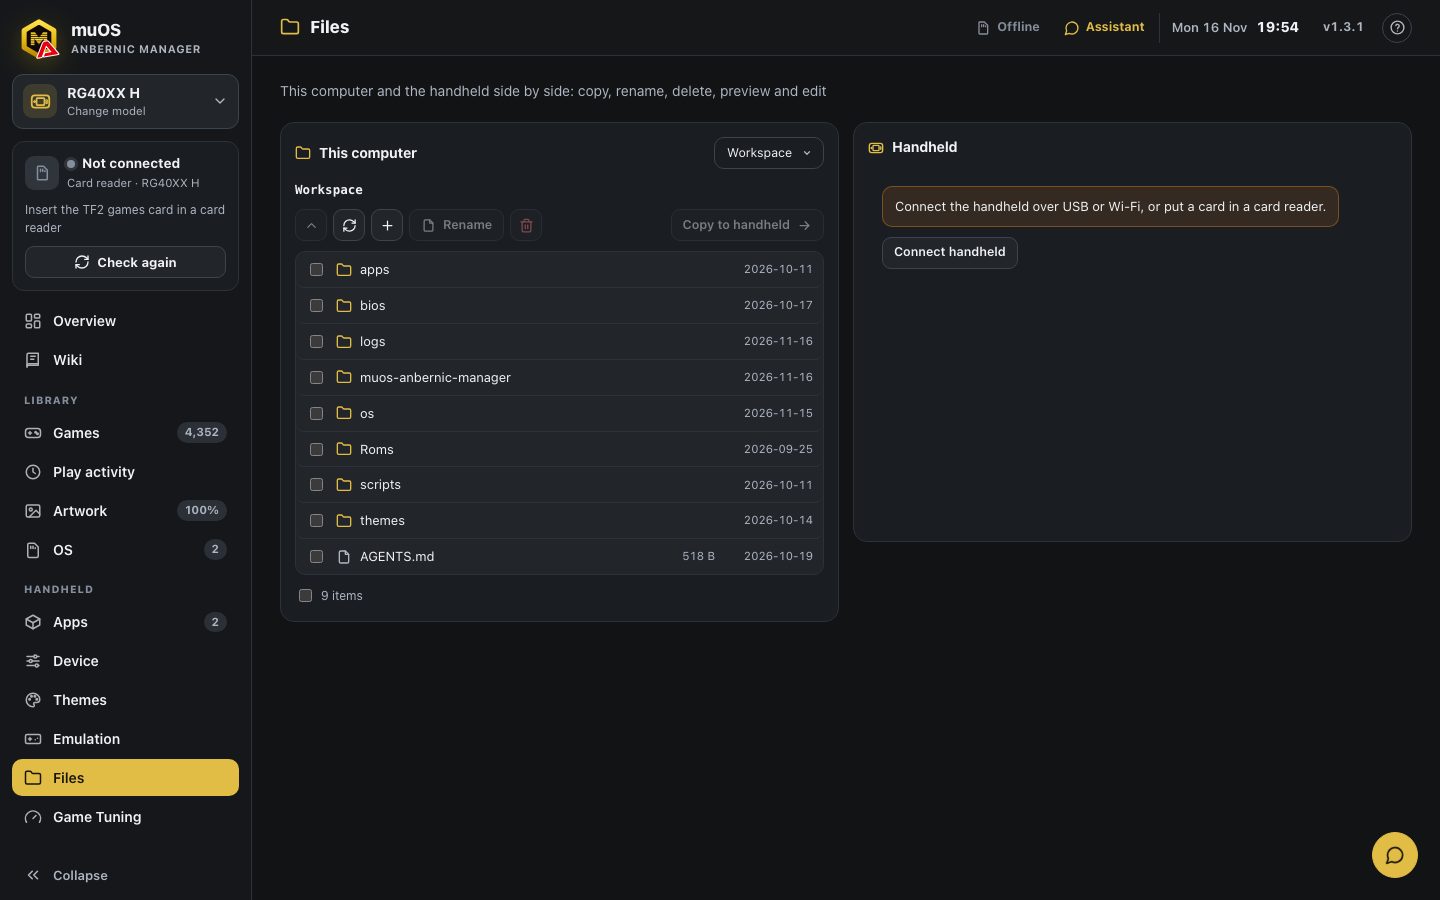 muOS
ANBERNIC MANAGER
RG40XX H
Change model
Not connected
Card reader · RG40XX H
Insert the TF2 games card in a card
reader
Check again
Overview
Wiki
LIBRARY
Games 4,352
Play activity
Artwork 100%
OS 2
HANDHELD
Apps 2
Device
Themes
Emulation
Files
Game Tuning
Collapse
Files
Offline
Assistant
Mon 16 Nov 19:54
v1.3.1
This computer and the handheld side by side: copy, rename, delete, preview and edit
This computer
Workspace
Workspace
Rename
Copy to handheld
apps 2026-10-11
bios 2026-10-17
logs 2026-11-16
muos-anbernic-manager 2026-11-16
os 2026-11-15
Roms 2026-09-25
scripts 2026-10-11
themes 2026-10-14
AGENTS.md 518 B 2026-10-19
9 items
Handheld
Connect the handheld over USB or Wi-Fi, or put a card in a card reader.
Connect handheld